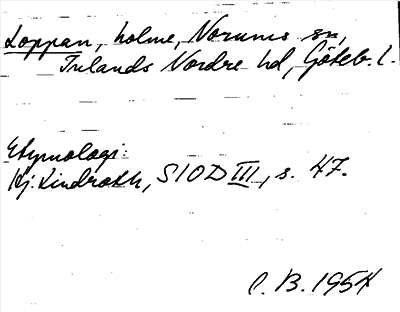 Loppan, holme, Norums sn,
Inlands Nordre hd, Göteb. l.
Etymologi:
Hj. Lindroth, SIOD III, s. 47.
C. B. 1954